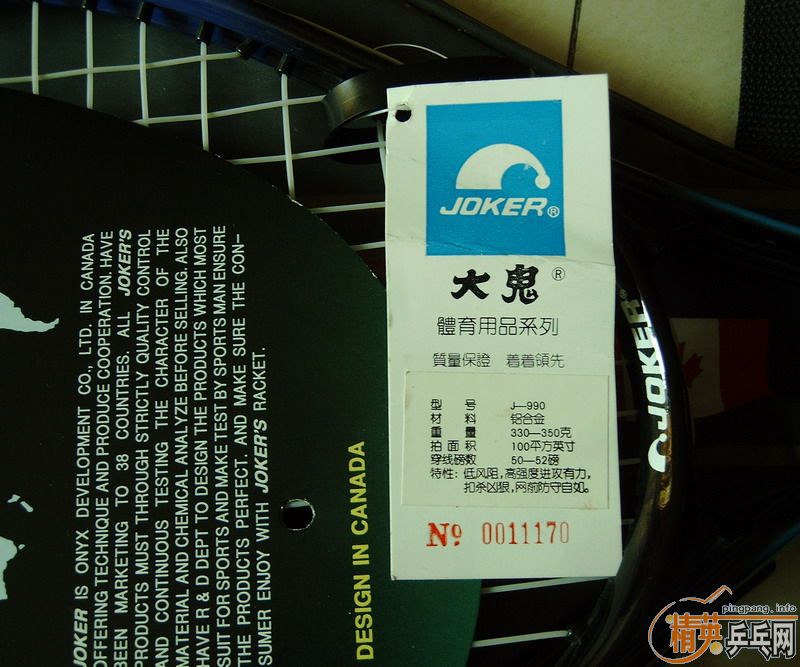 JOKER®
大鬼®
體育用品系列
質量保證 着着領先
型 号 J—990
材 料 铝合金
重 量 330—350克
拍 面 积 100平方英寸
穿线磅数 50—52磅
特性: 低风阻,高强度进攻有力,
扣杀凶狠,网前防守自如。
Nº 0011170
JOKER
JOKER IS ONYX DEVELOPMENT CO., LTD. IN CANADA
OFFERING TECHNIQUE AND PRODUCE COOPERATION. HAVE
BEEN MARKETING TO 38 COUNTRIES. ALL JOKER'S
PRODUCTS MUST THROUGH STRICTLY QUALITY CONTROL
AND CONTINUOUS TESTING THE CHARACTER OF THE
MATERIAL AND CHEMICAL ANALYZE BEFORE SELLING. ALSO
HAVE R & D DEPT TO DESIGN THE PRODUCTS WHICH MOST
SUIT FOR SPORTS AND MAKE TEST BY SPORTS MAN ENSURE
THE PRODUCTS PERFECT. AND MAKE SURE THE CON-
SUMER ENJOY WITH JOKER'S RACKET.
DESIGN IN CANADA
pingpang.info
精英乒乓网